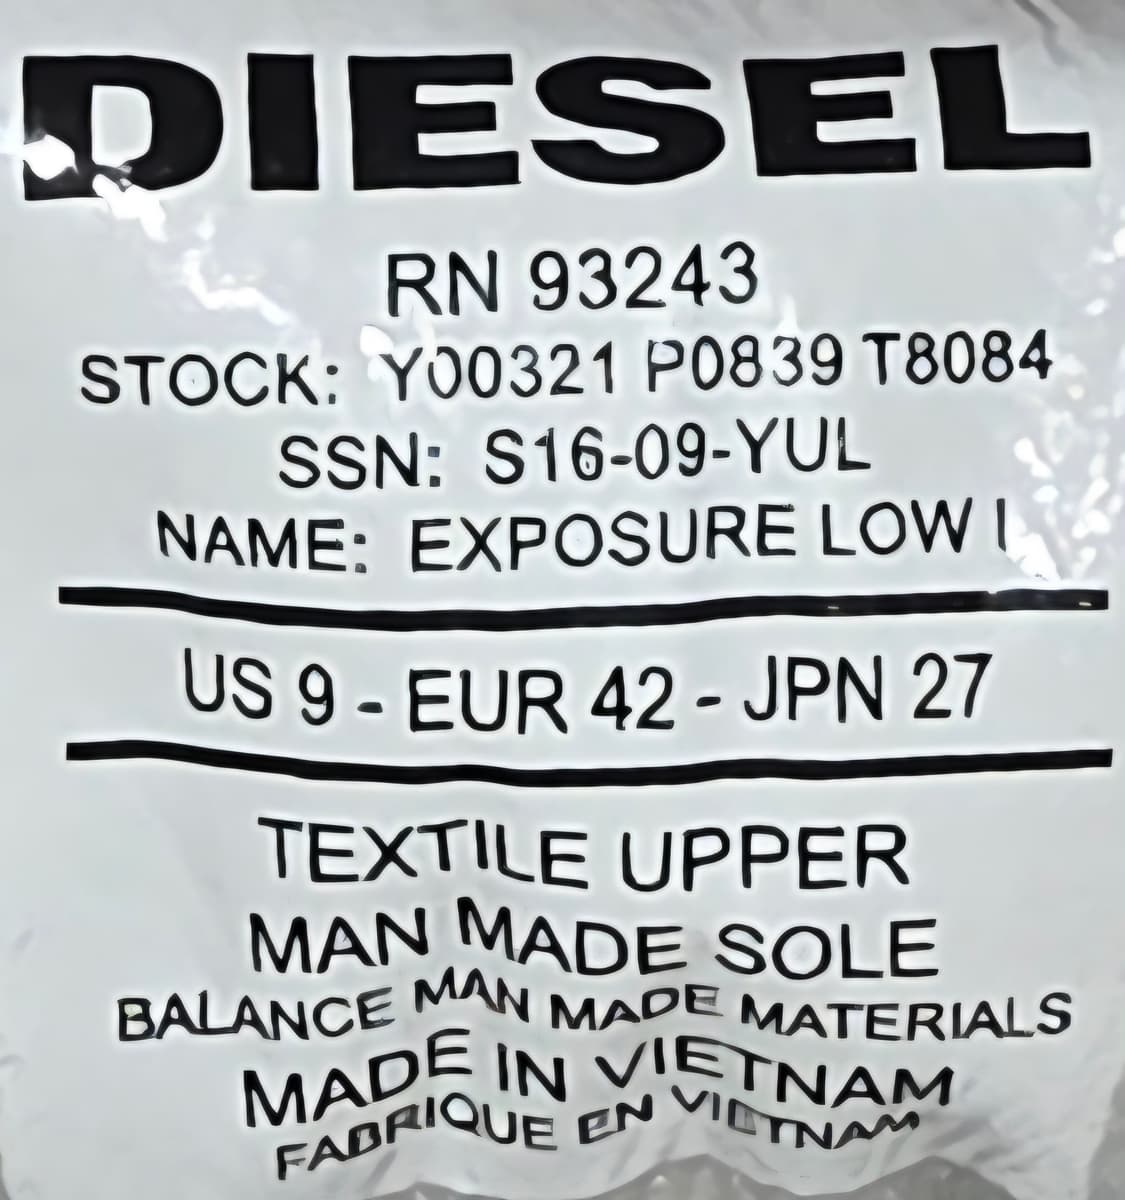 DIESEL
RN 93243
STOCK: Y00321 P0839 T8084
SSN: S16-09-YUL
NAME: EXPOSURE LOW I
US 9 - EUR 42 - JPN 27
TEXTILE UPPER
MAN MADE SOLE
BALANCE MAN MADE MATERIALS
MADE IN VIETNAM
FABRIQUE EN VIETNAM